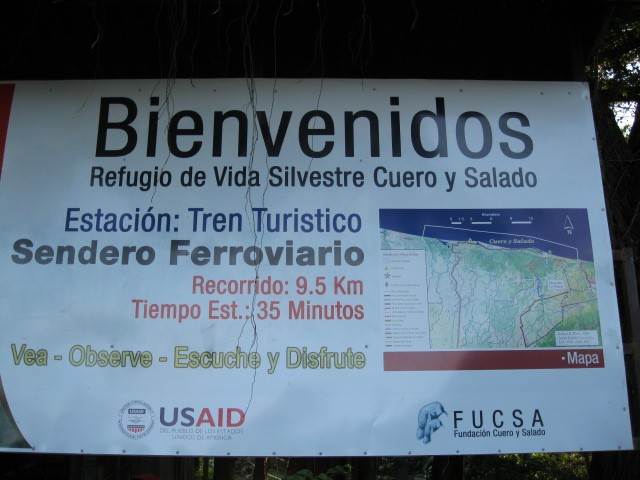 Bienvenidos
Refugio de Vida Silvestre Cuero y Salado
Estación: Tren Turistico
Sendero Ferroviario
Recorrido: 9.5 Km
Tiempo Est.: 35 Minutos
Vea - Observe - Escuche y Disfrute
Cuero y Salado
•Mapa
USAID
DEL PUEBLO DE LOS ESTADOS
UNIDOS DE AMÉRICA
FUCSA
Fundación Cuero y Salado